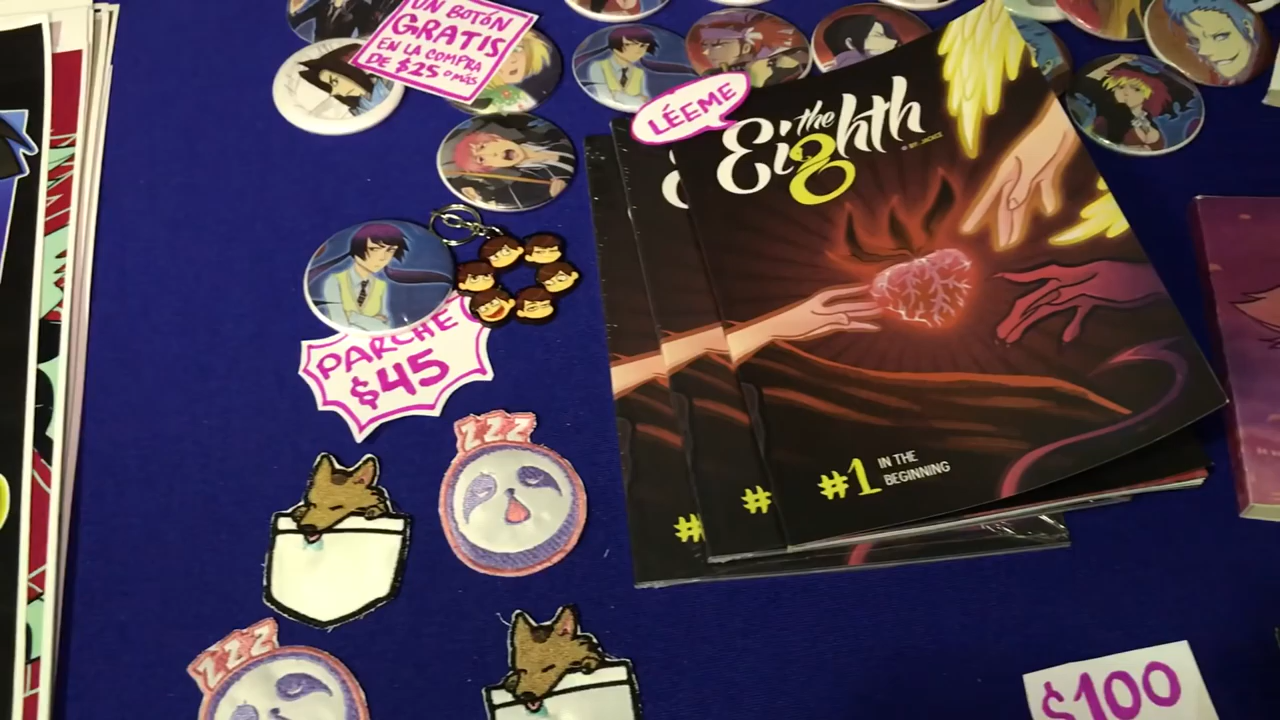 UN BOTÓN
GRATIS
EN LA COMPRA
DE $25 o más
LÉEME
the
Eighth
PARCHE
$45
ZZZ
#1 IN THE
BEGINNING
#
#
ZZZ
$100